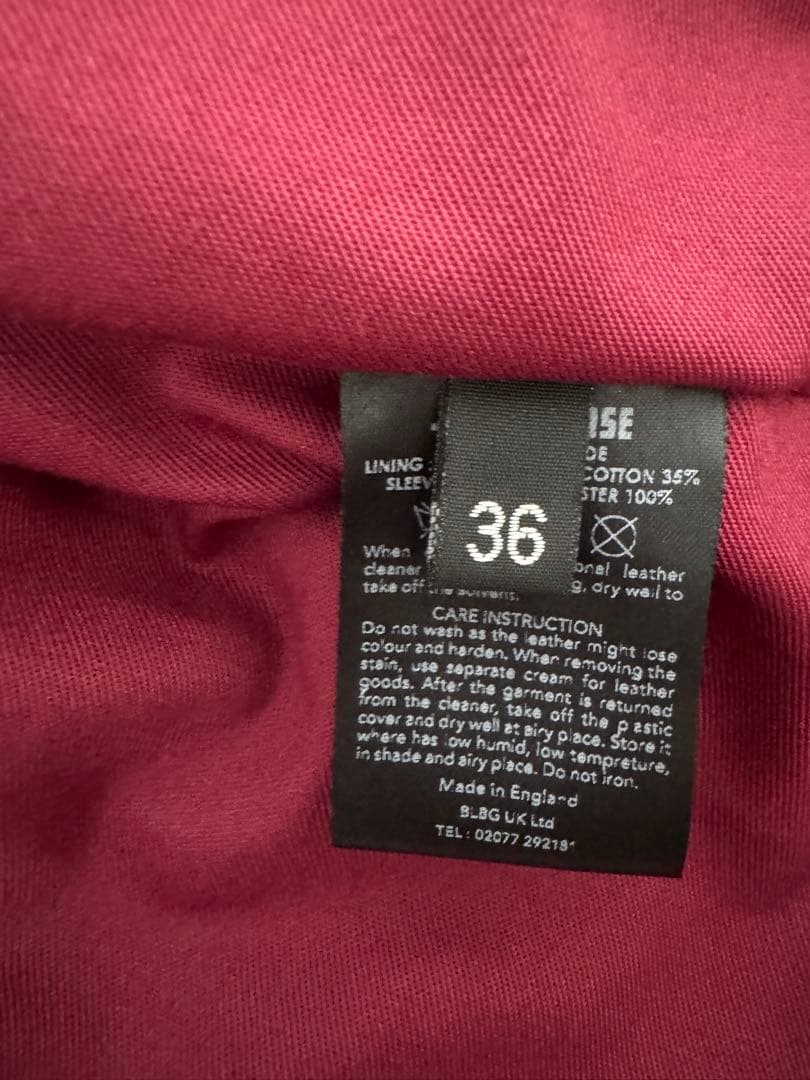 36
ISE
DE
LINING COTTON 35%
SLEEV STER 100%
When
cleaner onal leather
take off the solvent. g, dry well to
CARE INSTRUCTION
Do not wash as the leather might lose
colour and harden. When removing the
stain, use separate cream for leather
goods. After the garment is returned
from the cleaner, take off the plastic
cover and dry well at airy place. Store it
where has low humid, low tempreture,
in shade and airy place. Do not iron.
Made in England
BLBG UK Ltd
TEL : 02077 292181